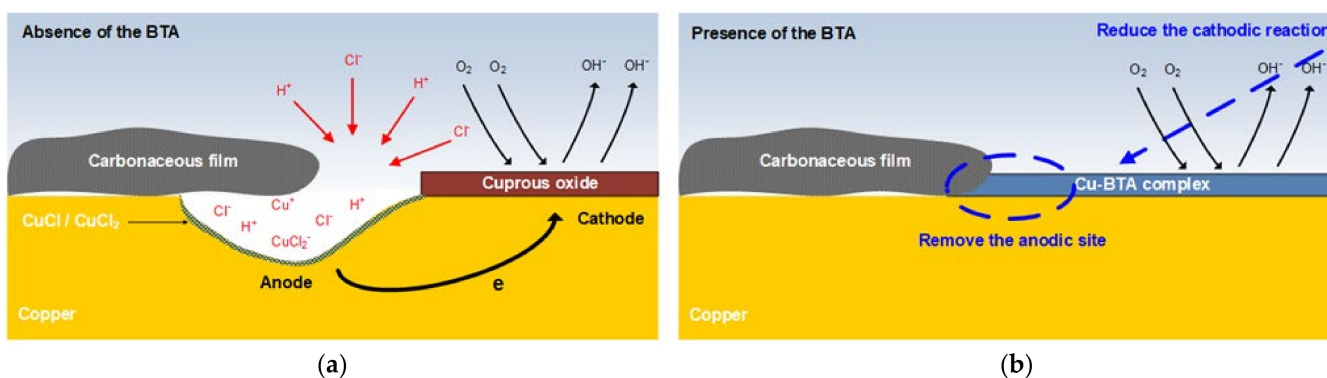 Absence of the BTA
Cl⁻
H⁺
H⁺
Cl⁻
O₂ O₂
OH⁻ OH⁻
Carbonaceous film
Cuprous oxide
Cathode
CuCl / CuCl₂
Cl⁻
Cu⁺
H⁺
H⁺
Cl⁻
CuCl₂⁻
Anode
e
Copper
(a)
Presence of the BTA
Reduce the cathodic reaction
O₂ O₂
OH⁻ OH⁻
Carbonaceous film
Cu-BTA complex
Remove the anodic site
Copper
(b)